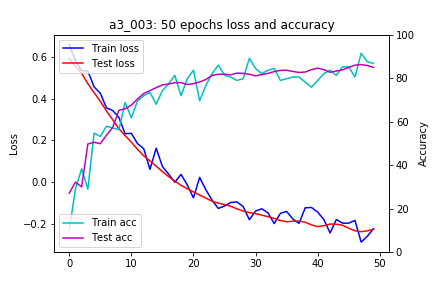 a3_003: 50 epochs loss and accuracy
Train loss
Test loss
Train acc
Test acc
Loss
0.6
0.4
0.2
0.0
−0.2
Accuracy
100
80
60
40
20
0
0
10
20
30
40
50